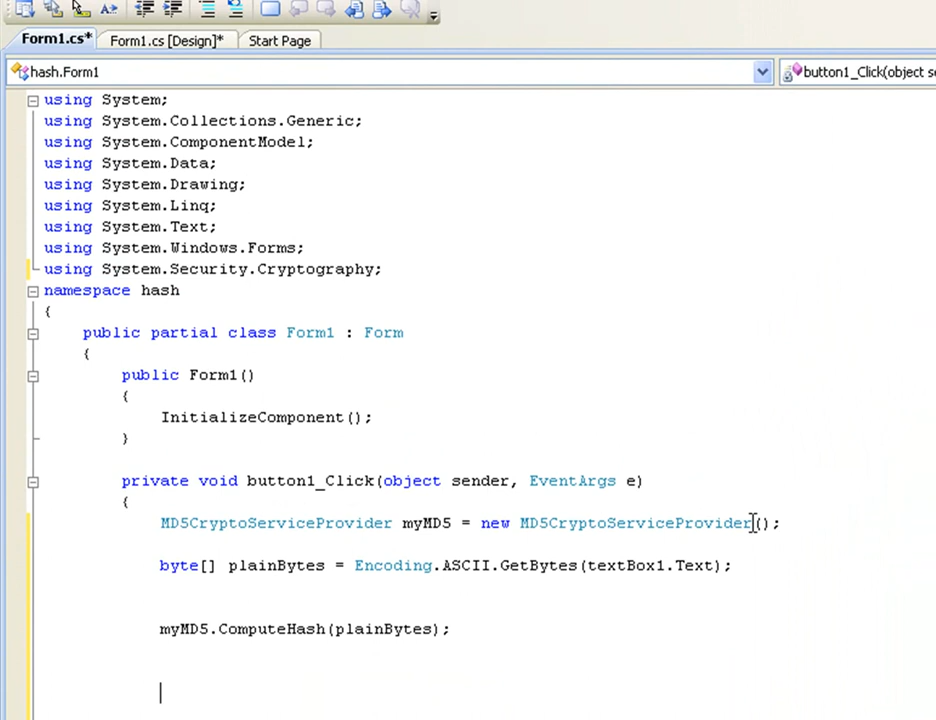 Form1.cs* Form1.cs [Design]* Start Page
hash.Form1 button1_Click(object se
using System;
using System.Collections.Generic;
using System.ComponentModel;
using System.Data;
using System.Drawing;
using System.Linq;
using System.Text;
using System.Windows.Forms;
using System.Security.Cryptography;
namespace hash
{
public partial class Form1 : Form
{
public Form1()
{
InitializeComponent();
}
private void button1_Click(object sender, EventArgs e)
{
MD5CryptoServiceProvider myMD5 = new MD5CryptoServiceProvider();
byte[] plainBytes = Encoding.ASCII.GetBytes(textBox1.Text);
myMD5.ComputeHash(plainBytes);